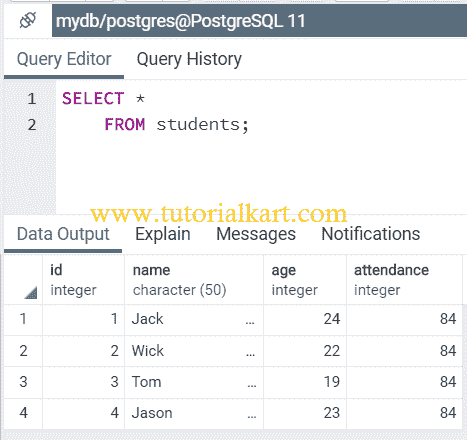 mydb/postgres@PostgreSQL 11
Query Editor Query History
1 SELECT *
2 FROM students;
www.tutorialkart.com
Data Output Explain Messages Notifications
id name age attendance
integer character (50) integer integer
1 1 Jack ... 24 84
2 2 Wick ... 22 84
3 3 Tom ... 19 84
4 4 Jason ... 23 84